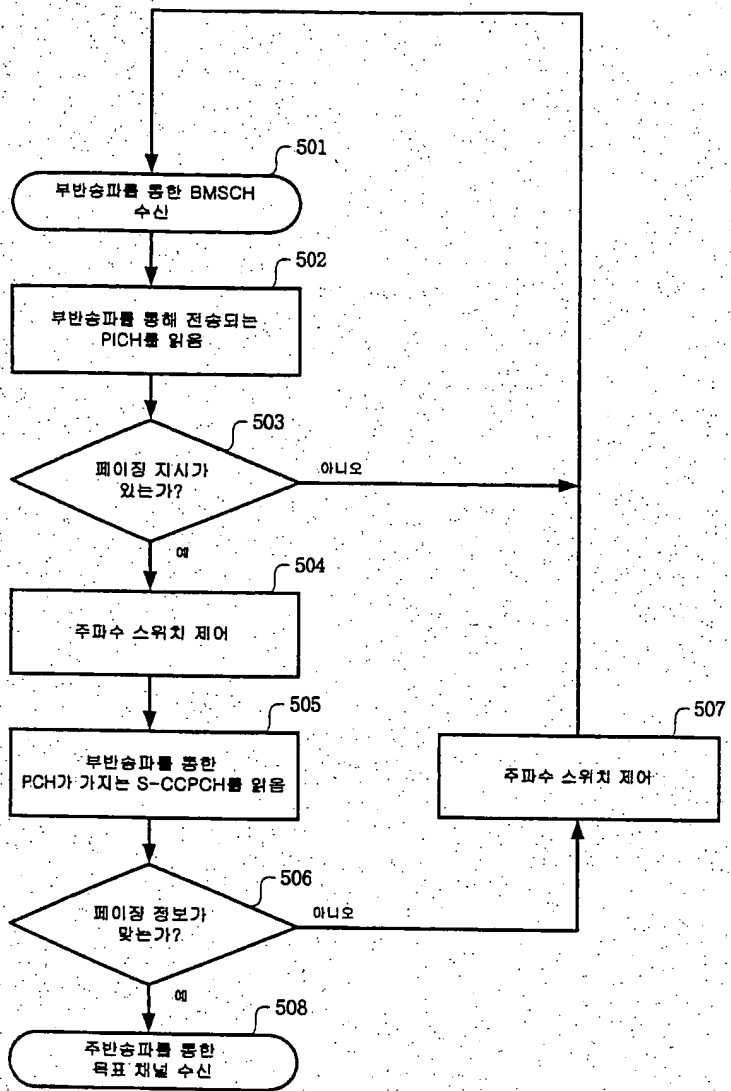 501
부반송파를 통한 BMSCH
수신
502
부반송파를 통해 전송되는
PICH를 읽음
503
페이징 지시가
있는가?
아니오
예
504
주파수 스위치 제어
505
부반송파를 통한
PCH가 가지는 S-CCPCH를 읽음
507
주파수 스위치 제어
506
페이징 정보가
맞는가?
아니오
예
508
주반송파를 통한
목표 채널 수신